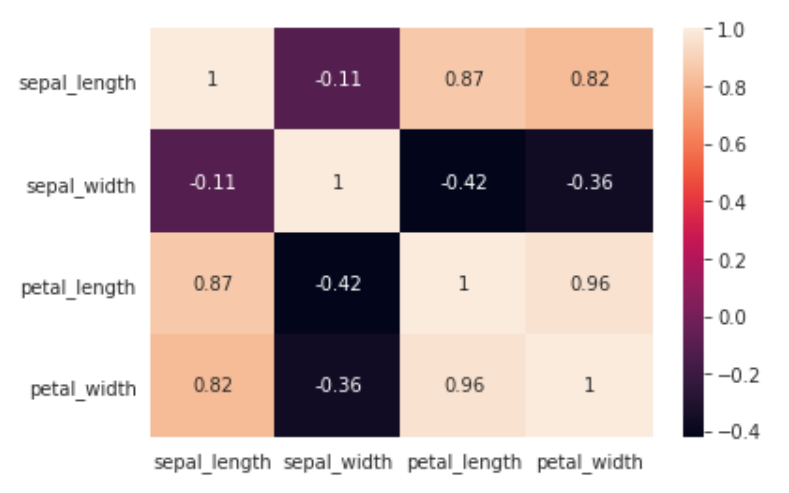 sepal_length 1 -0.11 0.87 0.82
sepal_width -0.11 1 -0.42 -0.36
petal_length 0.87 -0.42 1 0.96
petal_width 0.82 -0.36 0.96 1
sepal_length sepal_width petal_length petal_width
1.0
0.8
0.6
0.4
0.2
0.0
−0.2
−0.4